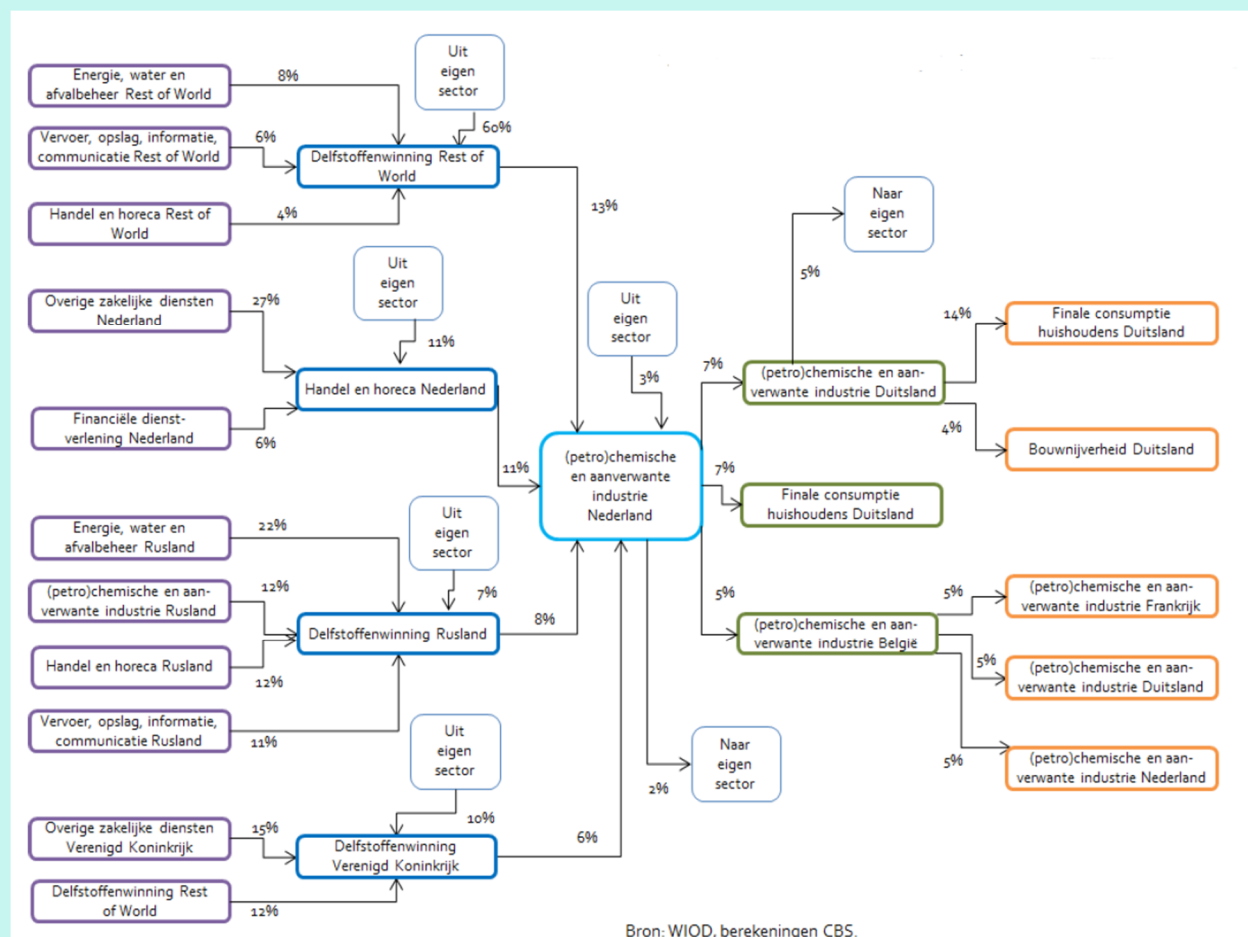 Energie, water en
afvalbeheer Rest of World
8%
Uit
eigen
sector
60%
Vervoer, opslag, informatie,
communicatie Rest of World
6%
Delfstoffenwinning Rest of
World
Handel en horeca Rest of
World
4%
13%
Overige zakelijke diensten
Nederland
27%
Uit
eigen
sector
11%
Handel en horeca Nederland
Financiële dienst-
verlening Nederland
6%
11%
Energie, water en
afvalbeheer Rusland
22%
Uit
eigen
sector
7%
(petro)chemische en aan-
verwante industrie Rusland
12%
Delfstoffenwinning Rusland
8%
Handel en horeca Rusland
12%
Vervoer, opslag, informatie,
communicatie Rusland
11%
Uit
eigen
sector
10%
Overige zakelijke diensten
Verenigd Koninkrijk
15%
Delfstoffenwinning
Verenigd Koninkrijk
6%
Delfstoffenwinning Rest
of World
12%
Uit
eigen
sector
3%
(petro)chemische
en aanverwante
industrie
Nederland
2%
Naar
eigen
sector
7%
(petro)chemische en aan-
verwante industrie Duitsland
5%
Naar
eigen
sector
14%
Finale consumptie
huishoudens Duitsland
4%
Bouwnijverheid Duitsland
7%
Finale consumptie
huishoudens Duitsland
5%
(petro)chemische en aan-
verwante industrie België
5%
(petro)chemische en aan-
verwante industrie Frankrijk
5%
(petro)chemische en aan-
verwante industrie Duitsland
5%
(petro)chemische en aan-
verwante industrie Nederland
Bron: WIOD, berekeningen CBS.